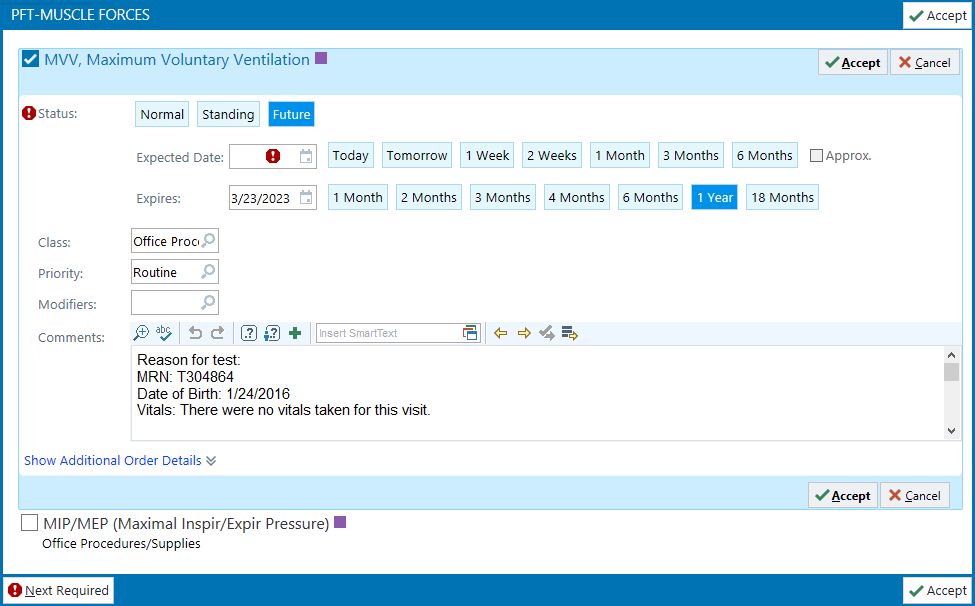 PFT-MUSCLE FORCES
Accept
MVV, Maximum Voluntary Ventilation
Accept
Cancel
Status:
Normal
Standing
Future
Expected Date:
Today
Tomorrow
1 Week
2 Weeks
1 Month
3 Months
6 Months
Approx.
Expires:
3/23/2023
1 Month
2 Months
3 Months
4 Months
6 Months
1 Year
18 Months
Class:
Office Proc
Priority:
Routine
Modifiers:
Comments:
abc
Insert SmartText
Reason for test:
MRN: T304864
Date of Birth: 1/24/2016
Vitals: There were no vitals taken for this visit.
Show Additional Order Details
Accept
Cancel
MIP/MEP (Maximal Inspir/Expir Pressure)
Office Procedures/Supplies
Next Required
Accept